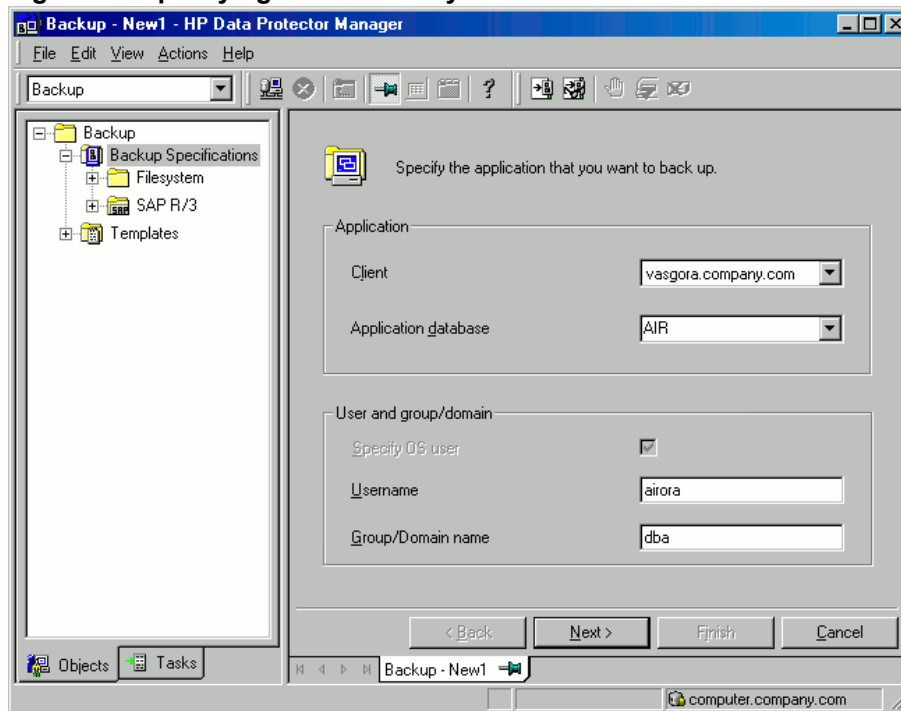 Backup - New1 - HP Data Protector Manager
File Edit View Actions Help
Backup
Backup
Backup Specifications
Filesystem
SAP R/3
Templates
Specify the application that you want to back up.
Application
Client
vasgora.company.com
Application database
AIR
User and group/domain
Specify OS user
Username
airora
Group/Domain name
dba
< Back
Next >
Finish
Cancel
Objects
Tasks
Backup - New1
computer.company.com